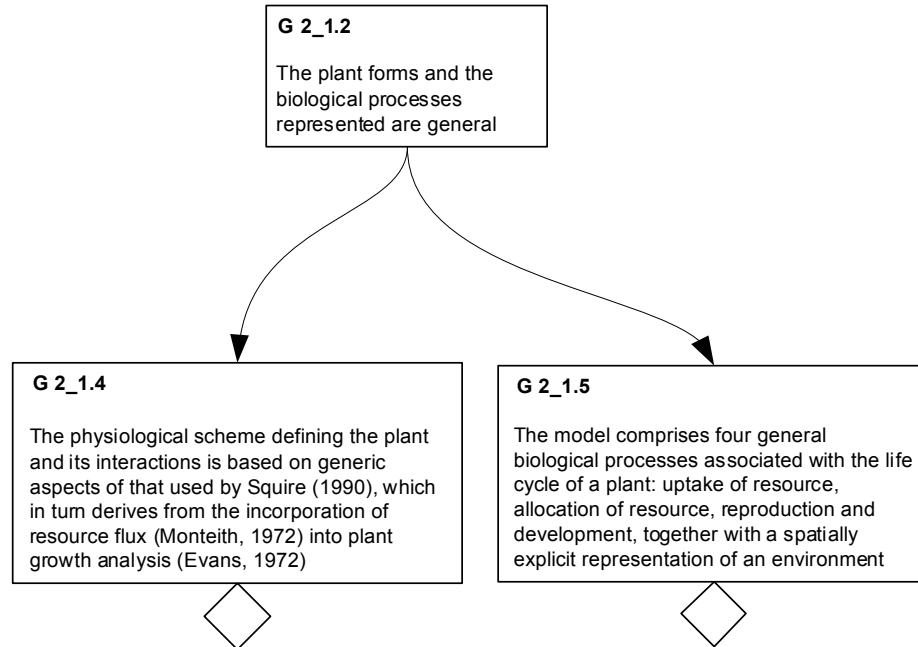 G 2_1.2
The plant forms and the
biological processes
represented are general
G 2_1.4
The physiological scheme defining the plant
and its interactions is based on generic
aspects of that used by Squire (1990), which
in turn derives from the incorporation of
resource flux (Monteith, 1972) into plant
growth analysis (Evans, 1972)
G 2_1.5
The model comprises four general
biological processes associated with the life
cycle of a plant: uptake of resource,
allocation of resource, reproduction and
development, together with a spatially
explicit representation of an environment